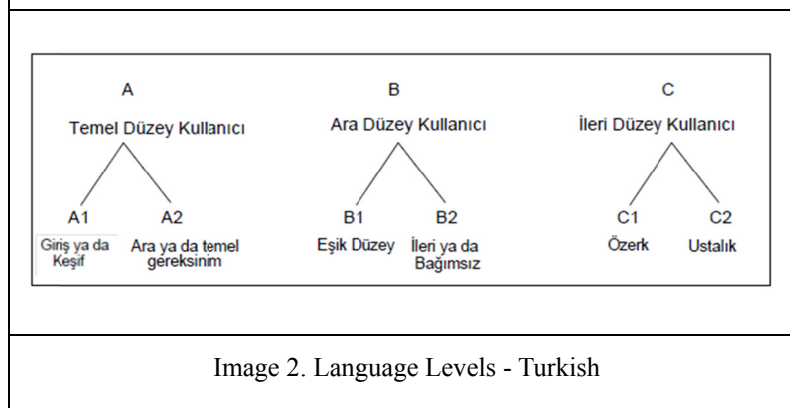 A
B
C
Temel Düzey Kullanıcı
Ara Düzey Kullanıcı
İleri Düzey Kullanıcı
A1
A2
B1
B2
C1
C2
Giriş ya da
Keşif
Ara ya da temel
gereksinim
Eşik Düzey
İleri ya da
Bağımsız
Özerk
Ustalık
Image 2. Language Levels - Turkish